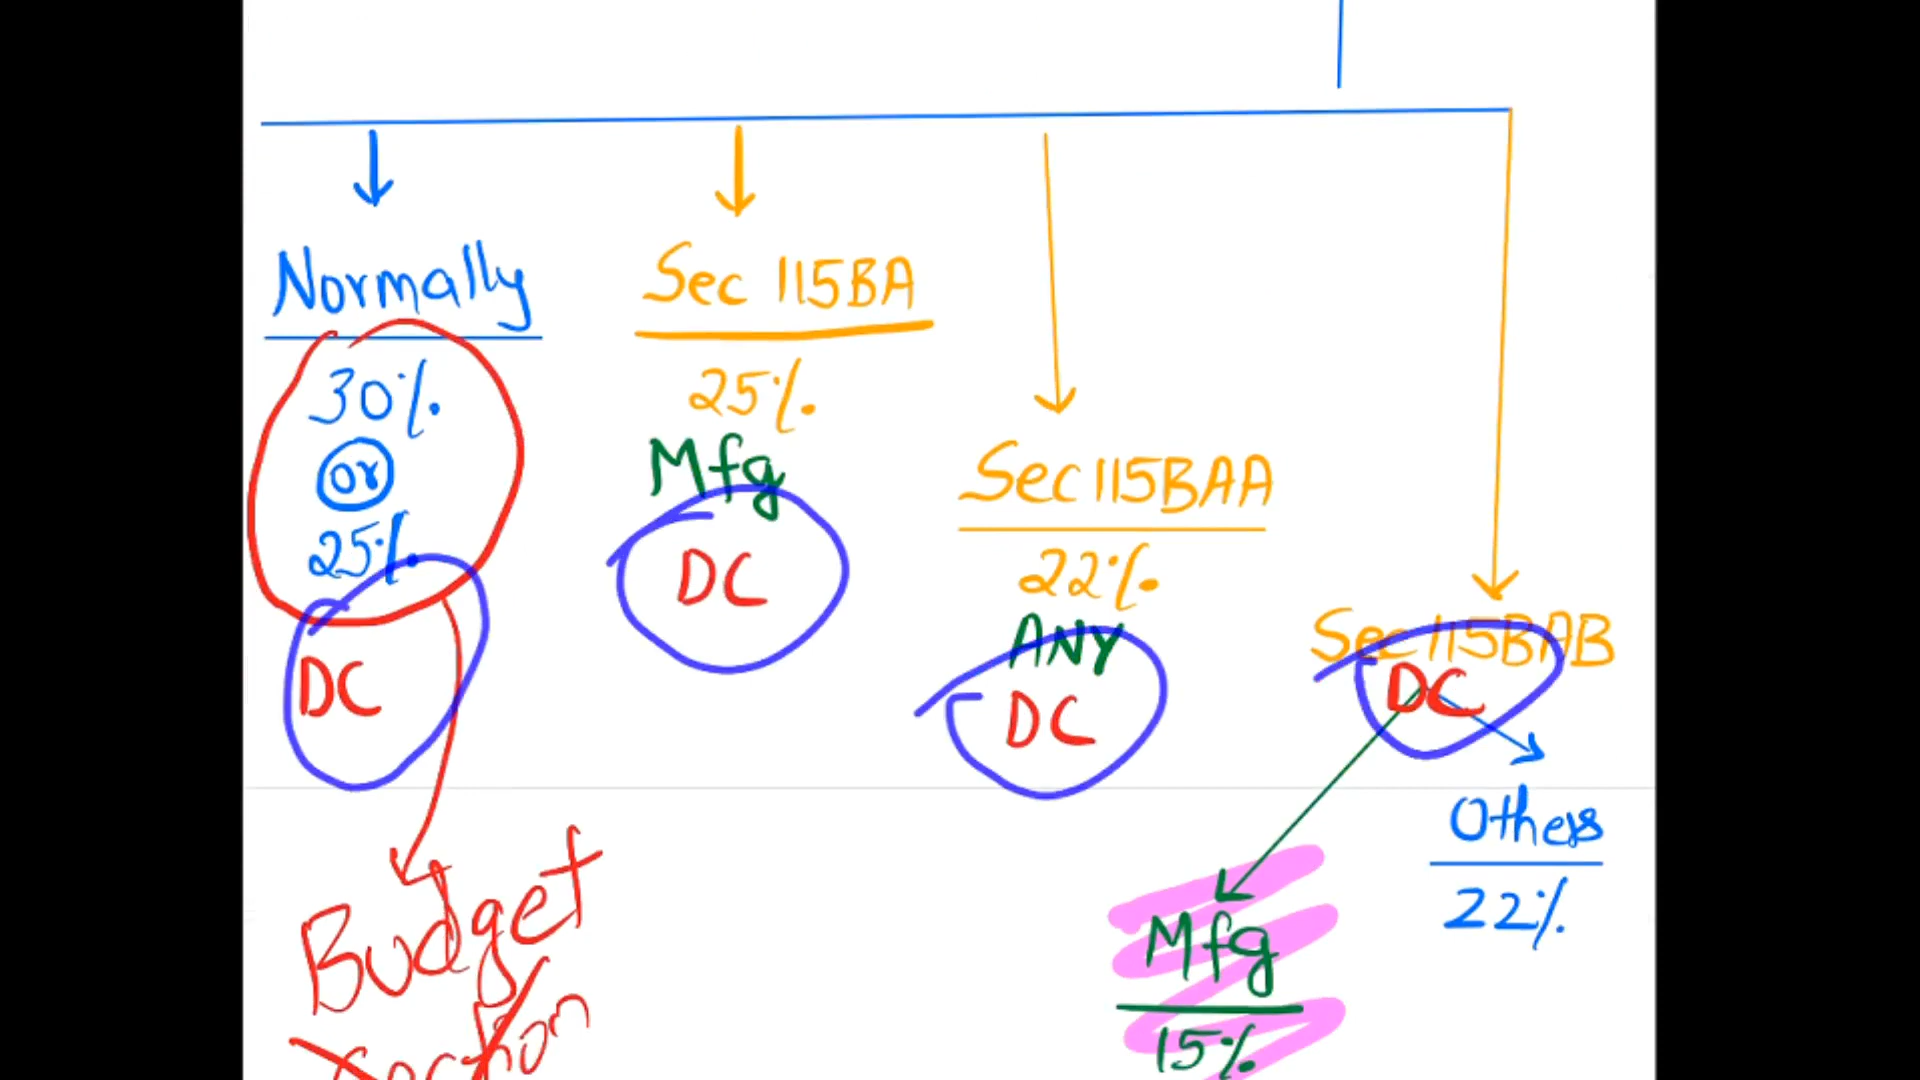 Normally
30%
or
25%
DC
Sec 115BA
25%
Mfg
DC
Sec 115BAA
22%
ANY
DC
Sec 115BAB
DC
Others
22%
Mfg
15%
Budget